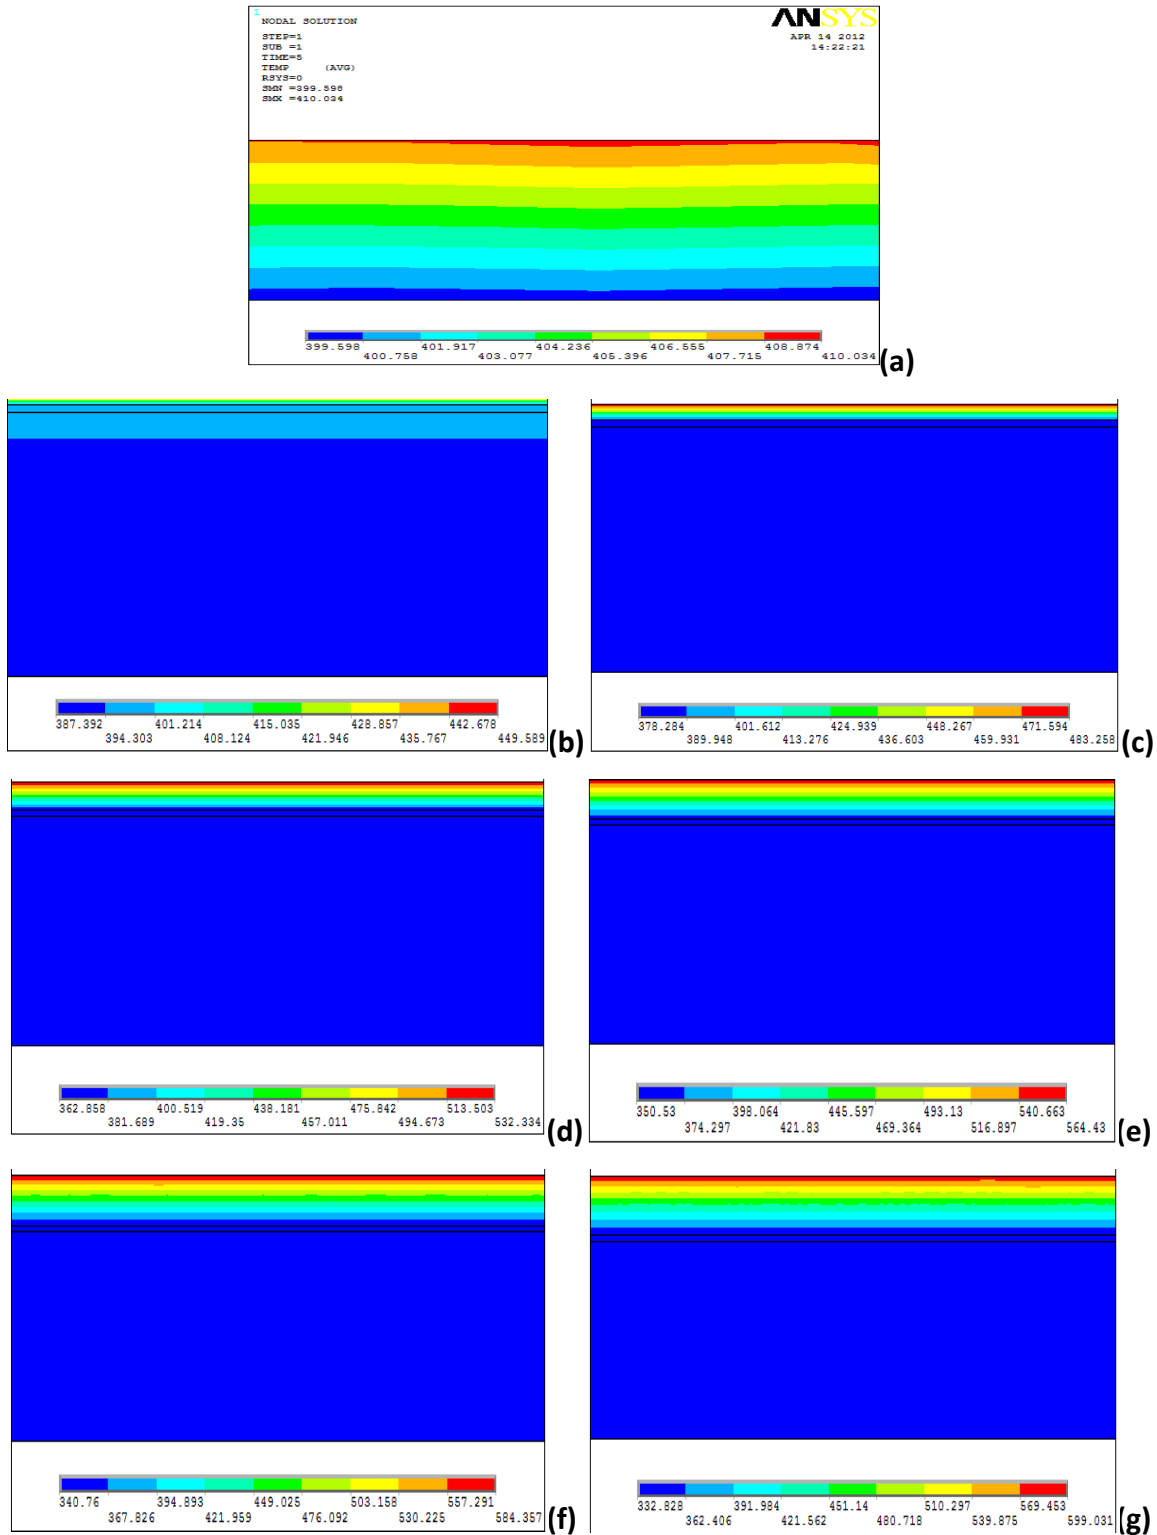 1
NODAL SOLUTION
ANSYS
STEP=1
SUB =1
TIME=5
TEMP (AVG)
RSYS=0
SMN =399.598
SMX =410.034
APR 14 2012
14:22:21
399.598 401.917 404.236 406.555 408.874
400.758 403.077 405.396 407.715 410.034
(a)
387.392 401.214 415.035 428.857 442.678
394.303 408.124 421.946 435.767 449.589
(b)
378.284 401.612 424.939 448.267 471.594
389.948 413.276 436.603 459.931 483.258
(c)
362.858 400.519 438.181 475.842 513.503
381.689 419.35 457.011 494.673 532.334
(d)
350.53 398.064 445.597 493.13 540.663
374.297 421.83 469.364 516.897 564.43
(e)
340.76 394.893 449.025 503.158 557.291
367.826 421.959 476.092 530.225 584.357
(f)
332.828 391.984 451.14 510.297 569.453
362.406 421.562 480.718 539.875 599.031
(g)